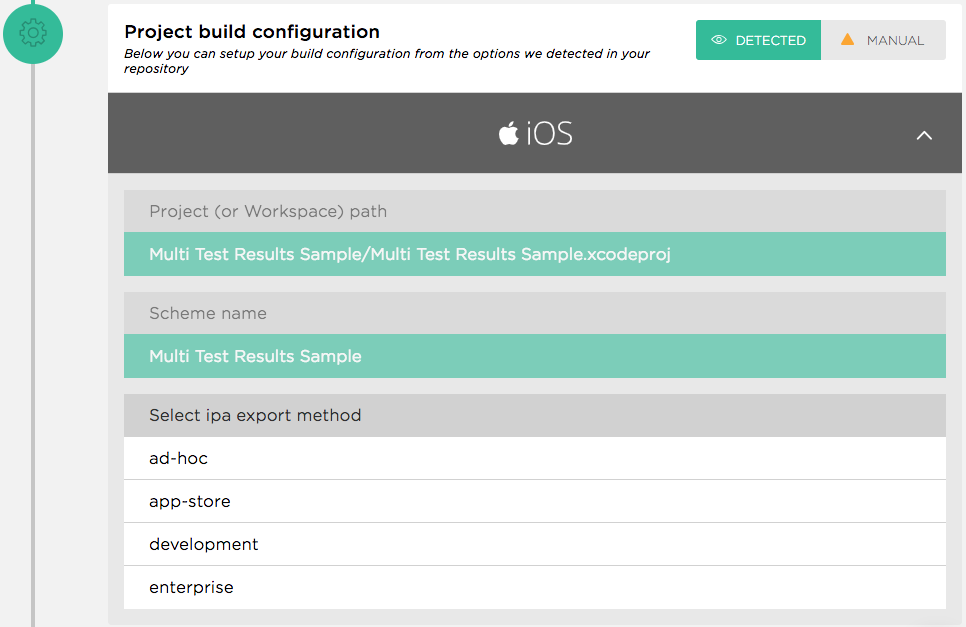 Project build configuration
Below you can setup your build configuration from the options we detected in your
repository
DETECTED
MANUAL
iOS
Project (or Workspace) path
Multi Test Results Sample/Multi Test Results Sample.xcodeproj
Scheme name
Multi Test Results Sample
Select ipa export method
ad-hoc
app-store
development
enterprise